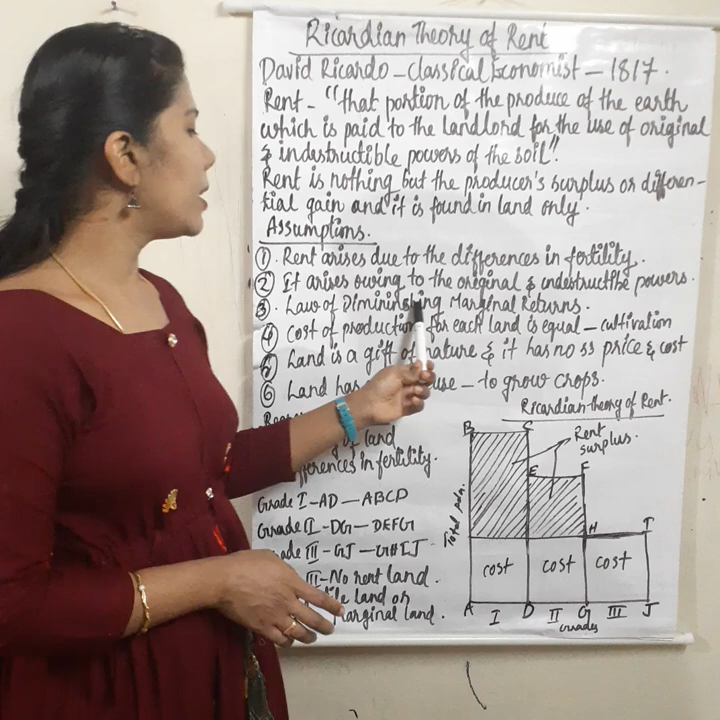 Ricardian Theory of Rent
David Ricardo - Classical Economist - 1817.
Rent - "that portion of the produce of the earth
which is paid to the Landlord for the use of original
& indestructible powers of the soil".
Rent is nothing but the producer's surplus or differen-
tial gain and it is found in land only.
Assumptions.
① Rent arises due to the differences in fertility.
② It arises owing to the original & indestructible powers.
③ Law of Diminishing Marginal Returns.
④ Cost of production for each land is equal - cultivation
⑤ Land is a gift of nature & it has no ss price & cost
⑥ Land has use - to grow crops.
of land
differences in fertility.
Grade I - AD - ABCD
Grade II - DG - DEFG
Grade III - GJ - GHIJ
III - No rent land.
land or
Marginal land.
Ricardian theory of Rent.
Rent surplus.
B C
E F
H I
Total pdn.
cost cost cost
A D G J
I II III
Grades